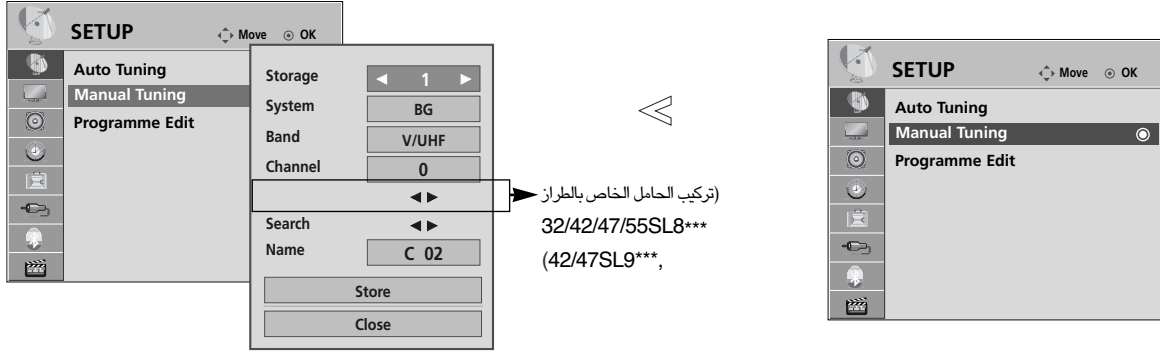 SETUP
Move
OK
Auto Tuning
Manual Tuning
Programme Edit
Storage
1
System
BG
Band
V/UHF
Channel
0
Search
Name
C 02
Store
Close
(تركيب الحامل الخاص بالطراز
32/42/47/55SL8***
(42/47SL9***,
SETUP
Move
OK
Auto Tuning
Manual Tuning
Programme Edit